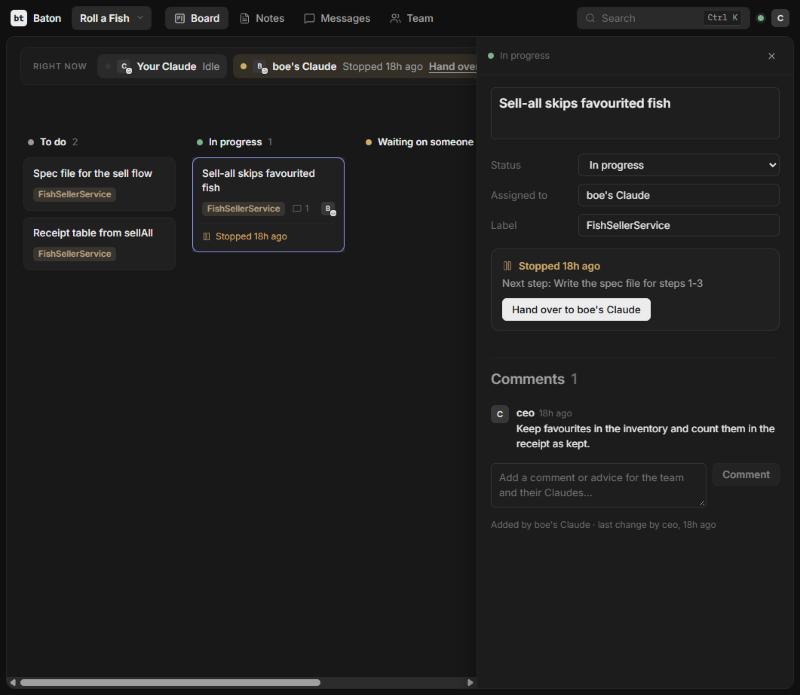 bt Baton Roll a Fish Board Notes Messages Team Search Ctrl K C
RIGHT NOW C Your Claude Idle B boe's Claude Stopped 18h ago Hand over
To do 2
Spec file for the sell flow
FishSellerService
Receipt table from sellAll
FishSellerService
In progress 1
Sell-all skips favourited
fish
FishSellerService 1 B
Stopped 18h ago
Waiting on someone
In progress
Sell-all skips favourited fish
Status In progress
Assigned to boe's Claude
Label FishSellerService
Stopped 18h ago
Next step: Write the spec file for steps 1-3
Hand over to boe's Claude
Comments 1
C ceo 18h ago
Keep favourites in the inventory and count them in the
receipt as kept.
Add a comment or advice for the team
and their Claudes...
Comment
Added by boe's Claude · last change by ceo, 18h ago